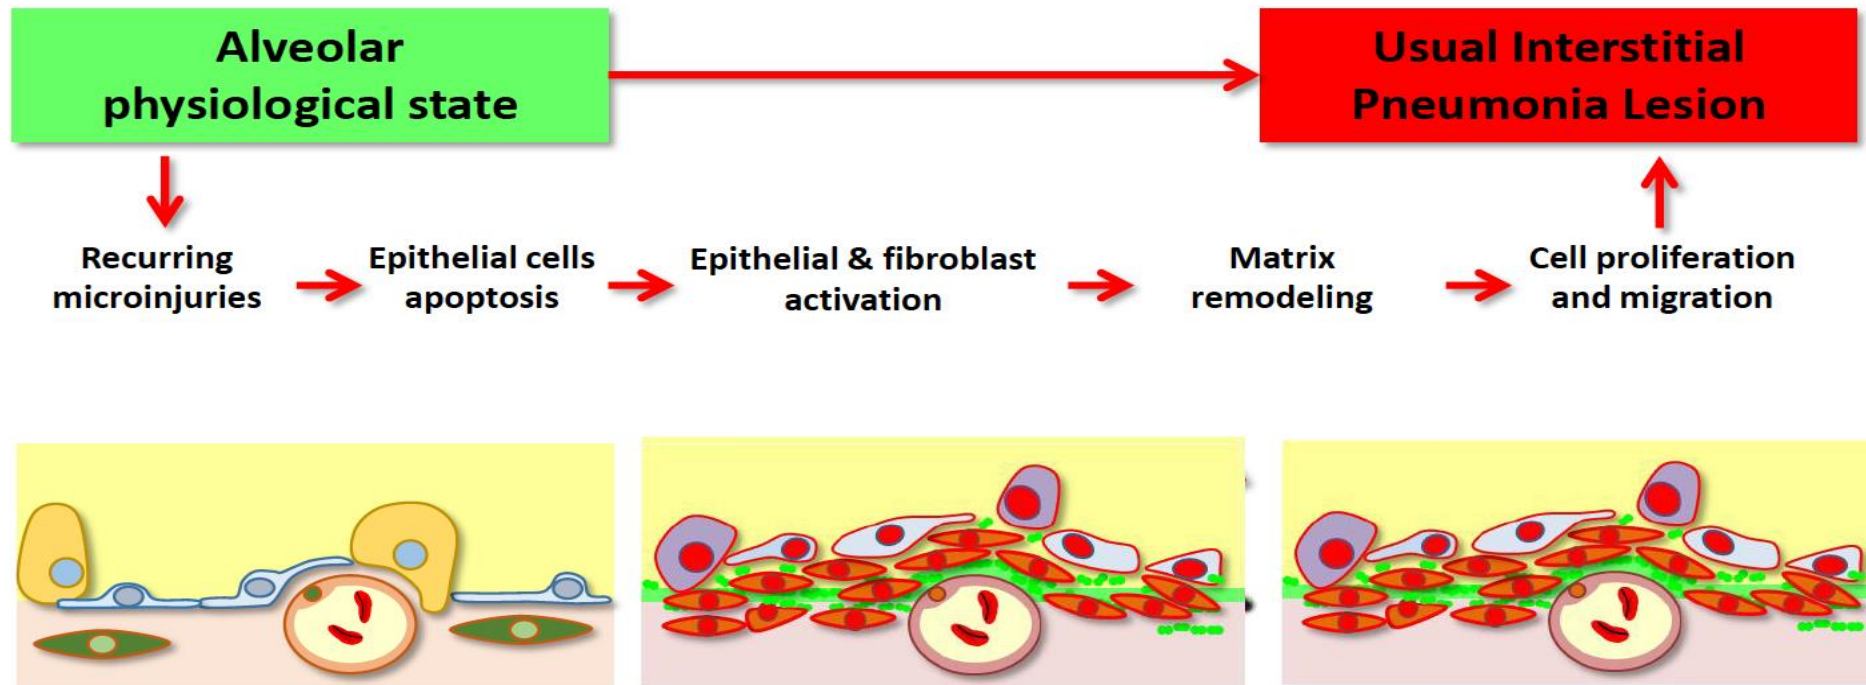 Alveolar
physiological state
Usual Interstitial
Pneumonia Lesion
Recurring
microinjuries
Epithelial cells
apoptosis
Epithelial & fibroblast
activation
Matrix
remodeling
Cell proliferation
and migration